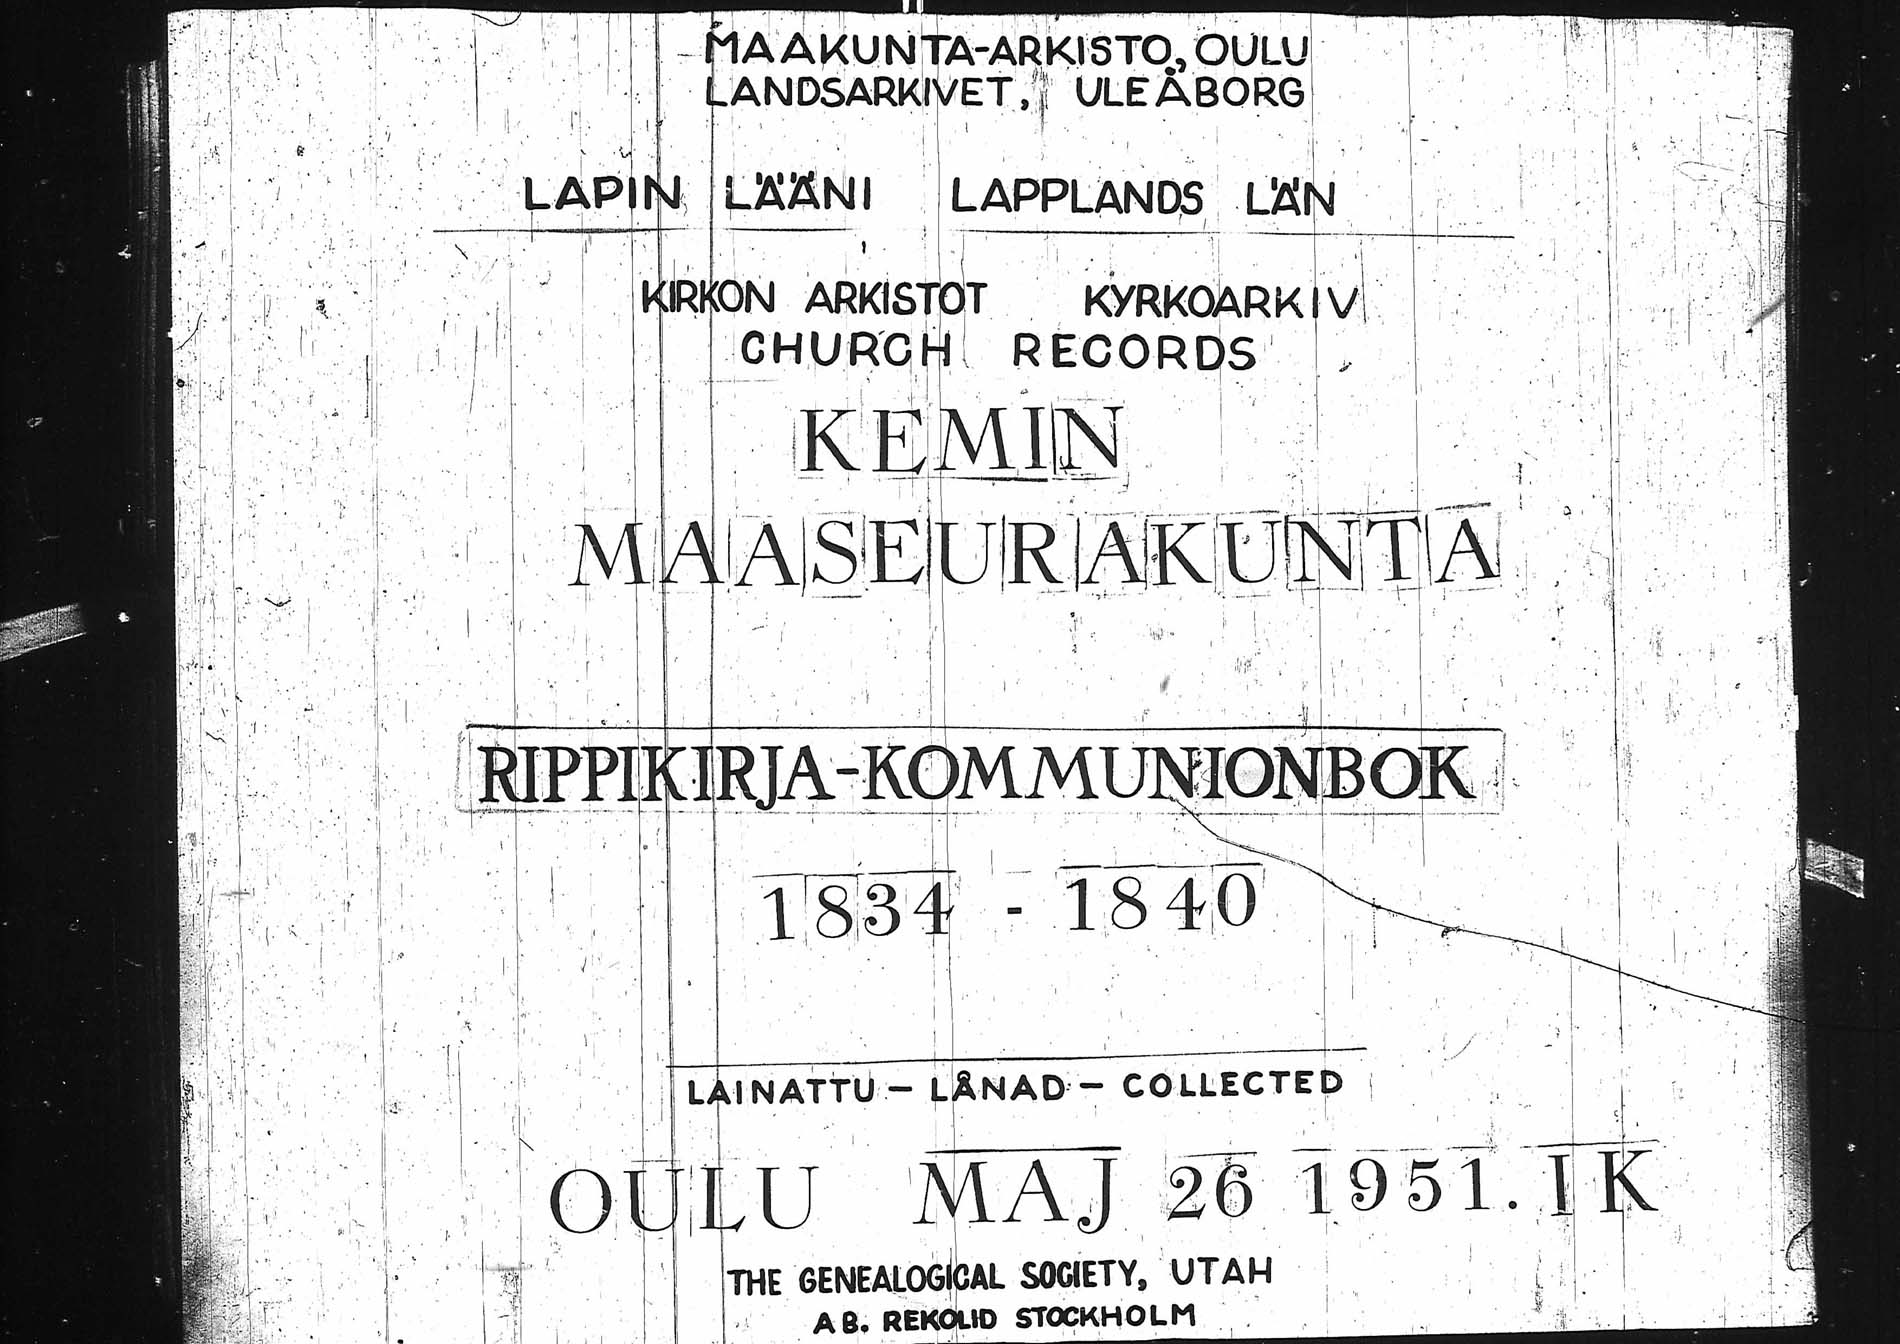 MAAKUNTA-ARKISTO, OULU
LANDSARKIVET, ULEÅBORG
LAPIN LÄÄNI LAPPLANDS LÄN
KIRKON ARKISTOT KYRKOARKIV
CHURCH RECORDS
KEMIN
MAASEURAKUNTA
RIPPIKIRJA-KOMMUNIONBOK
1834 - 1840
LAINATTU - LÅNAD - COLLECTED
OULU MAJ 26 1951. IK
THE GENEALOGICAL SOCIETY, UTAH
AB. REKOLID STOCKHOLM